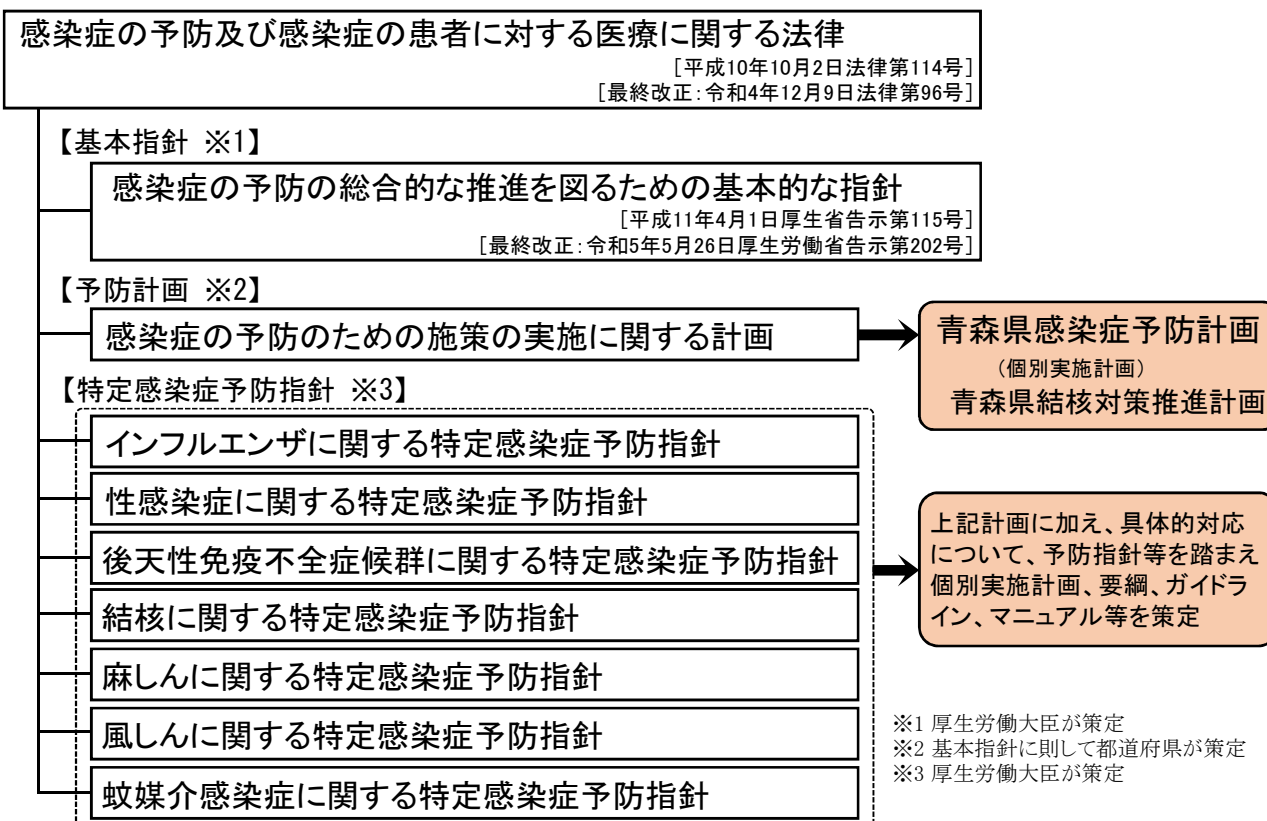 感染症の予防及び感染症の患者に対する医療に関する法律
[平成10年10月2日法律第114号]
[最終改正:令和4年12月9日法律第96号]
【基本指針 ※1】
感染症の予防の総合的な推進を図るための基本的な指針
[平成11年4月1日厚生省告示第115号]
[最終改正:令和5年5月26日厚生労働省告示第202号]
【予防計画 ※2】
感染症の予防のための施策の実施に関する計画
青森県感染症予防計画
(個別実施計画)
青森県結核対策推進計画
【特定感染症予防指針 ※3】
インフルエンザに関する特定感染症予防指針
性感染症に関する特定感染症予防指針
後天性免疫不全症候群に関する特定感染症予防指針
結核に関する特定感染症予防指針
麻しんに関する特定感染症予防指針
風しんに関する特定感染症予防指針
蚊媒介感染症に関する特定感染症予防指針
上記計画に加え、具体的対応
について、予防指針等を踏まえ
個別実施計画、要綱、ガイドラ
イン、マニュアル等を策定
※1 厚生労働大臣が策定
※2 基本指針に則して都道府県が策定
※3 厚生労働大臣が策定